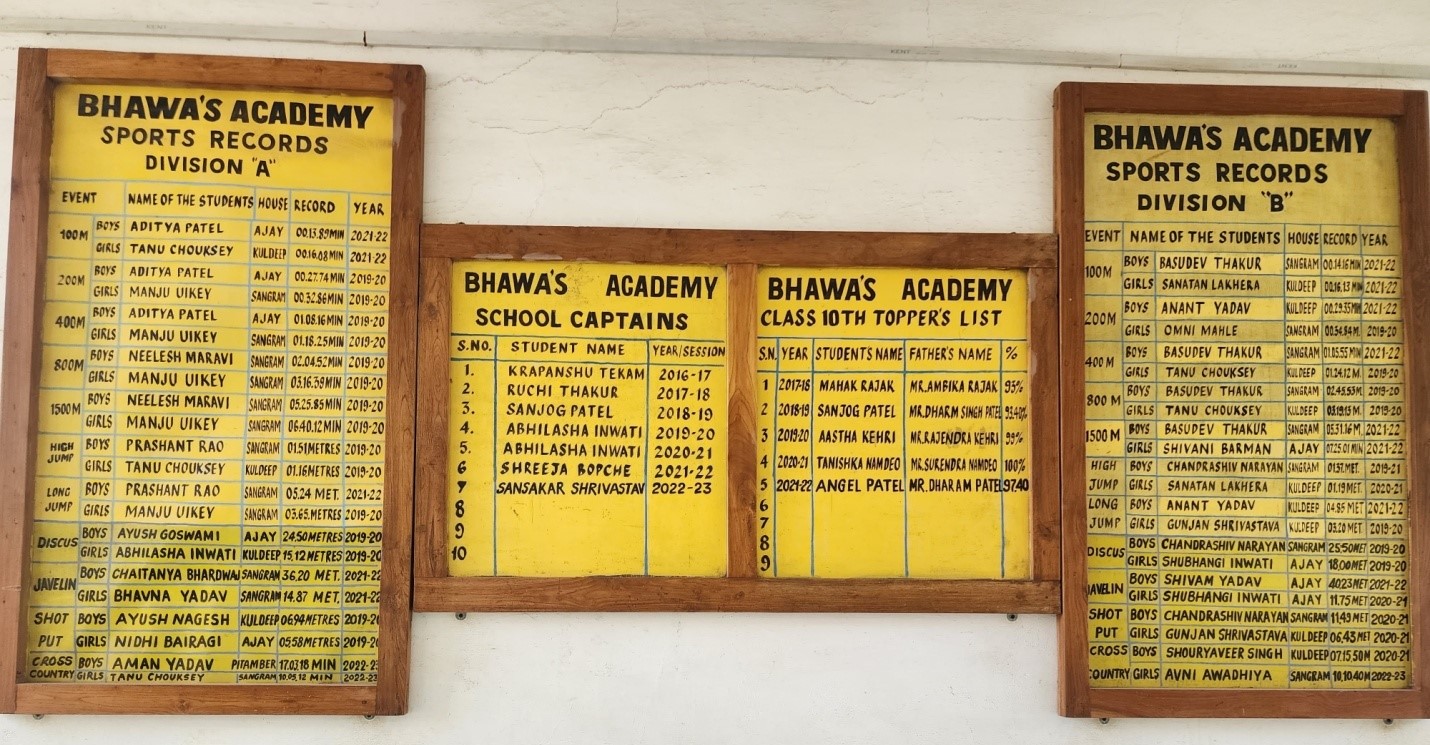 BHAWA'S ACADEMY
SPORTS RECORDS
DIVISION "A"
EVENT NAME OF THE STUDENTS HOUSE RECORD YEAR
100M BOYS ADITYA PATEL AJAY 00.13.89MIN 2021-22
GIRLS TANU CHOUKSEY KULDEEP 00.16.08MIN 2021-22
200M BOYS ADITYA PATEL AJAY 00.27.74MIN 2019-20
GIRLS MANJU UIKEY SANGRAM 00.32.86MIN 2019-20
400M BOYS ADITYA PATEL AJAY 01.08.16MIN 2019-20
GIRLS MANJU UIKEY SANGRAM 01.18.25MIN 2019-20
800M BOYS NEELESH MARAVI SANGRAM 02.04.52MIN 2019-20
GIRLS MANJU UIKEY SANGRAM 03.16.39MIN 2019-20
1500M BOYS NEELESH MARAVI SANGRAM 05.25.85MIN 2019-20
GIRLS MANJU UIKEY SANGRAM 06.40.12MIN 2019-20
HIGH JUMP BOYS PRASHANT RAO SANGRAM 01.51METRES 2019-20
GIRLS TANU CHOUKSEY KULDEEP 01.16METRES 2019-20
LONG JUMP BOYS PRASHANT RAO SANGRAM 05.24 MET. 2021-22
GIRLS MANJU UIKEY SANGRAM 03.65.METRES 2019-20
DISCUS BOYS AYUSH GOSWAMI AJAY 24.50METRES 2019-20
GIRLS ABHILASHA INWATI KULDEEP 15.12METRES 2019-20
JAVELIN BOYS CHAITANYA BHARDWAJ SANGRAM 36.20 MET. 2021-22
GIRLS BHAVNA YADAV SANGRAM 14.87 MET. 2021-22
SHOT BOYS AYUSH NAGESH KULDEEP 06.94METRES 2019-20
PUT GIRLS NIDHI BAIRAGI AJAY 05.58METRES 2019-20
CROSS BOYS AMAN YADAV PITAMBER 17.03.18 MIN 2022-23
COUNTRY GIRLS TANU CHOUKSEY SANGRAM 10.05.12 MIN 2022-23
BHAWA'S ACADEMY
SCHOOL CAPTAINS
S.NO. STUDENT NAME YEAR/SESSION
1. KRAPANSHU TEKAM 2016-17
2. RUCHI THAKUR 2017-18
3. SANJOG PATEL 2018-19
4. ABHILASHA INWATI 2019-20
5. ABHILASHA INWATI 2020-21
6 SHREEJA BOPCHE 2021-22
7 SANSAKAR SHRIVASTAV 2022-23
8
9
10
BHAWA'S ACADEMY
CLASS 10TH TOPPER'S LIST
S.N. YEAR STUDENTS NAME FATHER'S NAME %
1 2017-18 MAHAK RAJAK MR.AMBIKA RAJAK 95%
2 2018-19 SANJOG PATEL MR.DHARM SINGH PATEL
3 2019-20 AASTHA KEHRI MR.RAJENDRA KEHRI 99%
4 2020-21 TANISHKA NAMDEO MR.SURENDRA NAMDEO 100%
5 2021-22 ANGEL PATEL MR.DHARAM PATEL 97.40
6
7
8
9
BHAWA'S ACADEMY
SPORTS RECORDS
DIVISION "B"
EVENT NAME OF THE STUDENTS HOUSE RECORD YEAR
100M BOYS BASUDEV THAKUR SANGRAM 00.14.16 MIN 2021-22
GIRLS SANATAN LAKHERA KULDEEP 00.16.13 MIN 2021-22
200M BOYS ANANT YADAV KULDEEP 00.29.35MIN 2021-22
GIRLS OMNI MAHLE SANGRAM 00.34.84M. 2019-20
400M BOYS BASUDEV THAKUR SANGRAM 01.05.55 MIN 2021-22
GIRLS TANU CHOUKSEY KULDEEP 01.24.12 M. 2019-20
800 M BOYS BASUDEV THAKUR SANGRAM 2019-20
GIRLS TANU CHOUKSEY KULDEEP 03.19.15 M. 2019-20
1500 M BOYS BASUDEV THAKUR SANGRAM 05.31.16 M. 2021-22
GIRLS SHIVANI BARMAN AJAY 07.25.01 MIN 2021-22
HIGH BOYS CHANDRASHIV NARAYAN SANGRAM 01.37.MET.
JUMP GIRLS SANATAN LAKHERA KULDEEP 01.19 MET. 2020-21
LONG BOYS ANANT YADAV KULDEEP 04.85 MET 2021-22
JUMP GIRLS GUNJAN SHRIVASTAVA KULDEEP 03.20 MET 2019-20
DISCUS BOYS CHANDRASHIV NARAYAN SANGRAM 25.50MET 2019-20
GIRLS SHUBHANGI INWATI AJAY 18.00MET 2019-20
JAVELIN BOYS SHIVAM YADAV AJAY 40.23MET 2021-22
GIRLS SHUBHANGI INWATI AJAY 11.75MET 2020-21
SHOT BOYS CHANDRASHIV NARAYAN SANGRAM 11.49 MET 2020-21
PUT GIRLS GUNJAN SHRIVASTAVA KULDEEP 06.43 MET 2020-21
CROSS BOYS SHOURYAVEER SINGH KULDEEP 07.15.50M 2020-21
COUNTRY GIRLS AVNI AWADHIYA SANGRAM 10.10.40M 2022-23